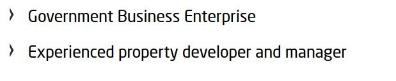 › Government Business Enterprise
› Experienced property developer and manager